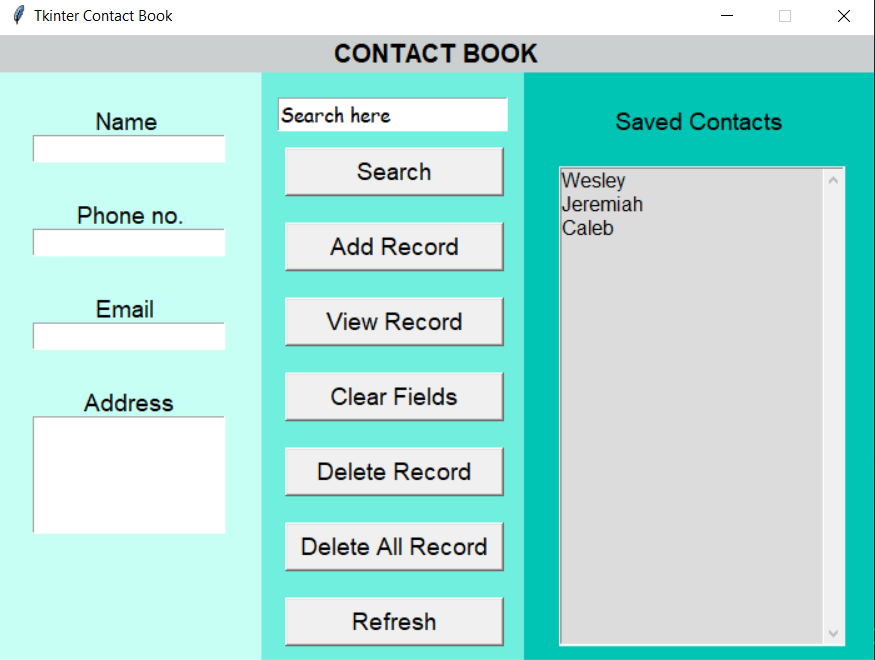 Tkinter Contact Book
CONTACT BOOK
Name
Phone no.
Email
Address
Search here
Search
Add Record
View Record
Clear Fields
Delete Record
Delete All Record
Refresh
Saved Contacts
Wesley
Jeremiah
Caleb